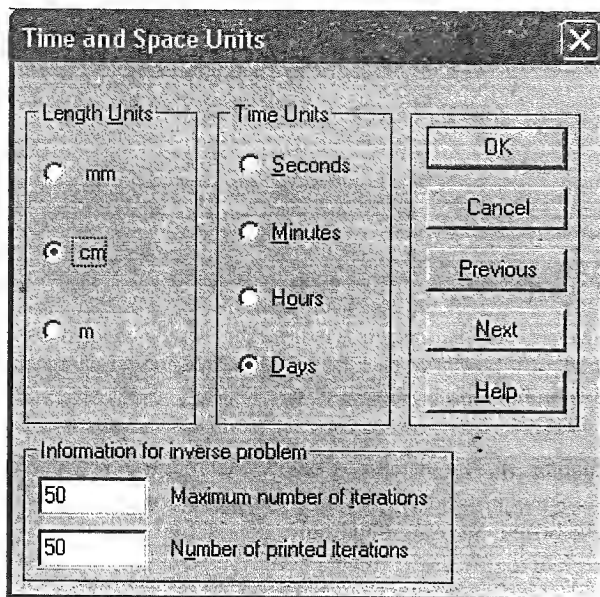 Time and Space Units
Length Units
mm
cm
m
Time Units
Seconds
Minutes
Hours
Days
OK
Cancel
Previous
Next
Help
Information for inverse problem
50 Maximum number of iterations
50 Number of printed iterations